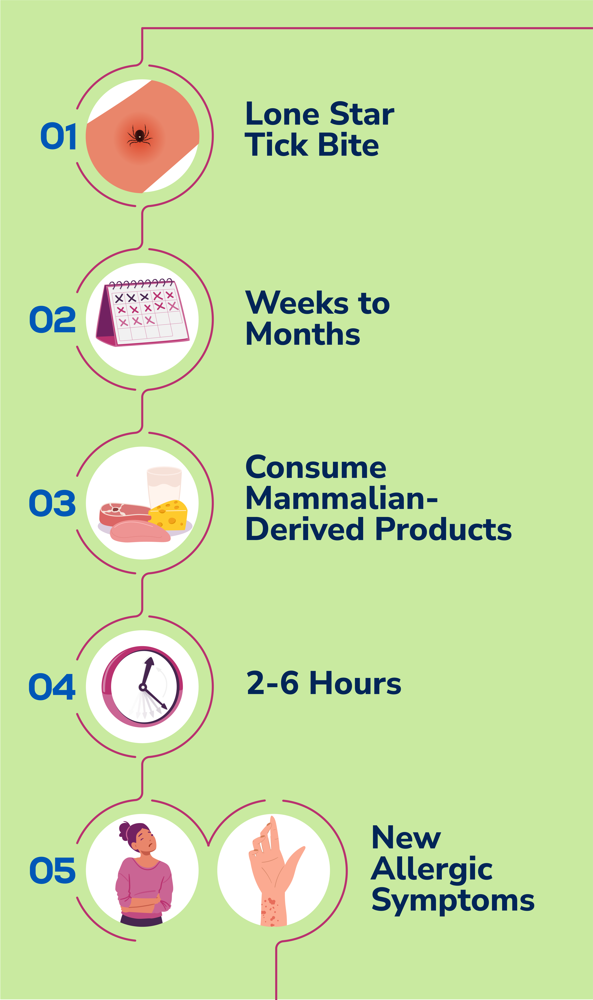 01
Lone Star
Tick Bite
02
Weeks to
Months
03
Consume
Mammalian-
Derived Products
04
2-6 Hours
05
New
Allergic
Symptoms